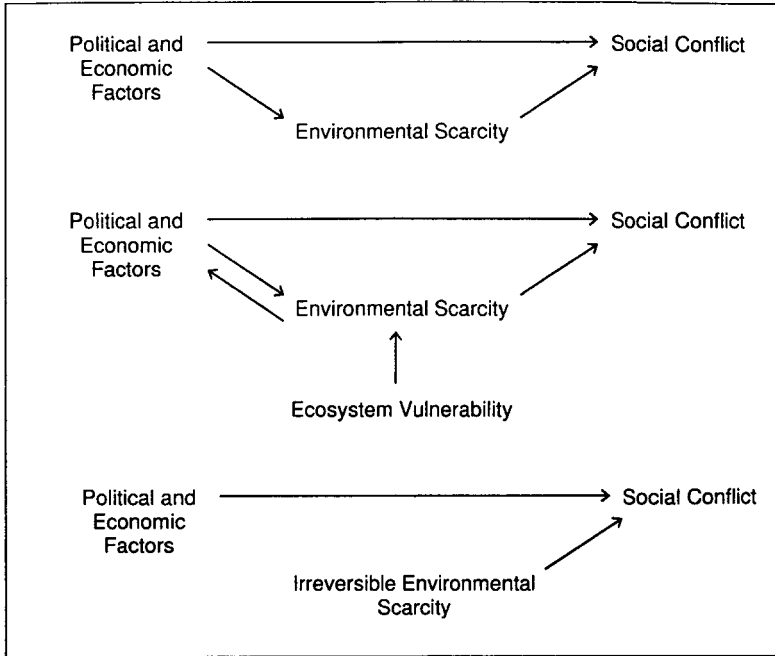 Political and
Economic
Factors
Social Conflict
Environmental Scarcity
Political and
Economic
Factors
Social Conflict
Environmental Scarcity
Ecosystem Vulnerability
Political and
Economic
Factors
Social Conflict
Irreversible Environmental
Scarcity